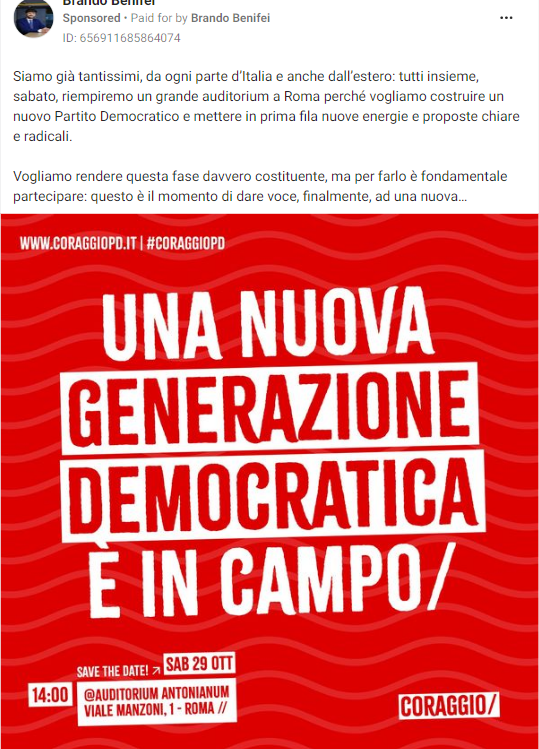 Brando Benifei
Sponsored • Paid for by Brando Benifei
ID: 656911685864074
Siamo già tantissimi, da ogni parte d'Italia e anche dall'estero: tutti insieme,
sabato, riempiremo un grande auditorium a Roma perché vogliamo costruire un
nuovo Partito Democratico e mettere in prima fila nuove energie e proposte chiare
e radicali.
Vogliamo rendere questa fase davvero costituente, ma per farlo è fondamentale
partecipare: questo è il momento di dare voce, finalmente, ad una nuova...
WWW.CORAGGIOPD.IT | #CORAGGIOPD
UNA NUOVA
GENERAZIONE
DEMOCRATICA
È IN CAMPO/
SAVE THE DATE! ↗ SAB 29 OTT
14:00 @AUDITORIUM ANTONIANUM
VIALE MANZONI, 1 - ROMA //
CORAGGIO/